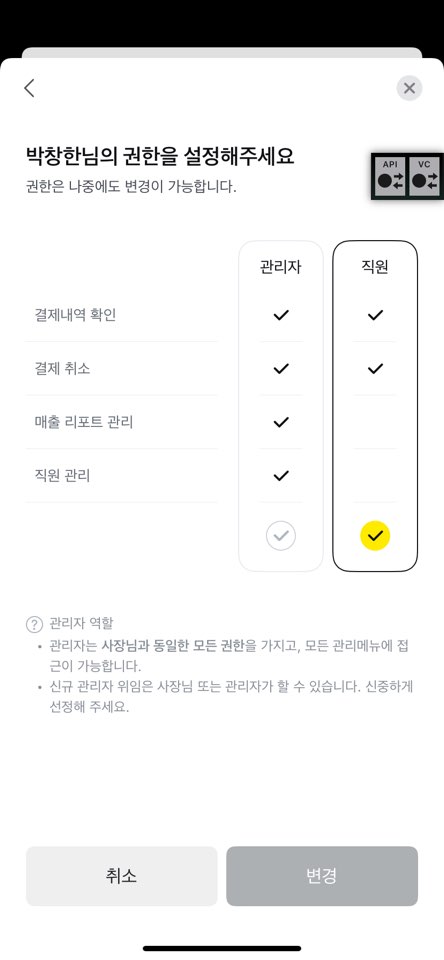 박창한님의 권한을 설정해주세요
권한은 나중에도 변경이 가능합니다.
API VC
관리자 직원
결제내역 확인
결제 취소
매출 리포트 관리
직원 관리
? 관리자 역할
• 관리자는 사장님과 동일한 모든 권한을 가지고, 모든 관리메뉴에 접
근이 가능합니다.
• 신규 관리자 위임은 사장님 또는 관리자가 할 수 있습니다. 신중하게
선정해 주세요.
취소 변경